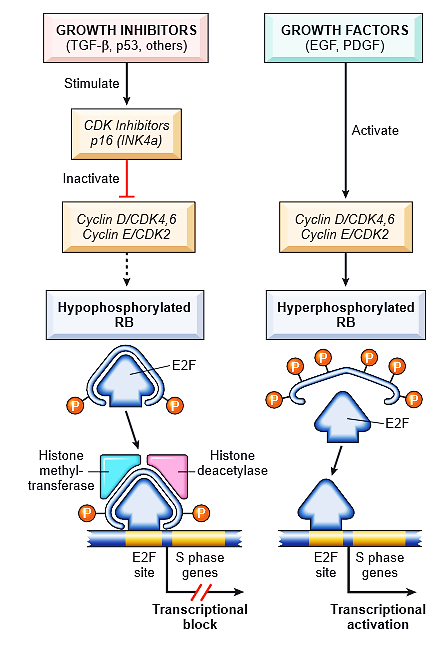 GROWTH INHIBITORS
(TGF-β, p53, others)
Stimulate
CDK Inhibitors
p16 (INK4a)
Inactivate
Cyclin D/CDK4,6
Cyclin E/CDK2
Hypophosphorylated
RB
E2F
P
P
Histone
methyl-
transferase
Histone
deacetylase
P
P
E2F
site
S phase
genes
Transcriptional
block
GROWTH FACTORS
(EGF, PDGF)
Activate
Cyclin D/CDK4,6
Cyclin E/CDK2
Hyperphosphorylated
RB
P
P
P
P
P
P
E2F
E2F
site
S phase
genes
Transcriptional
activation